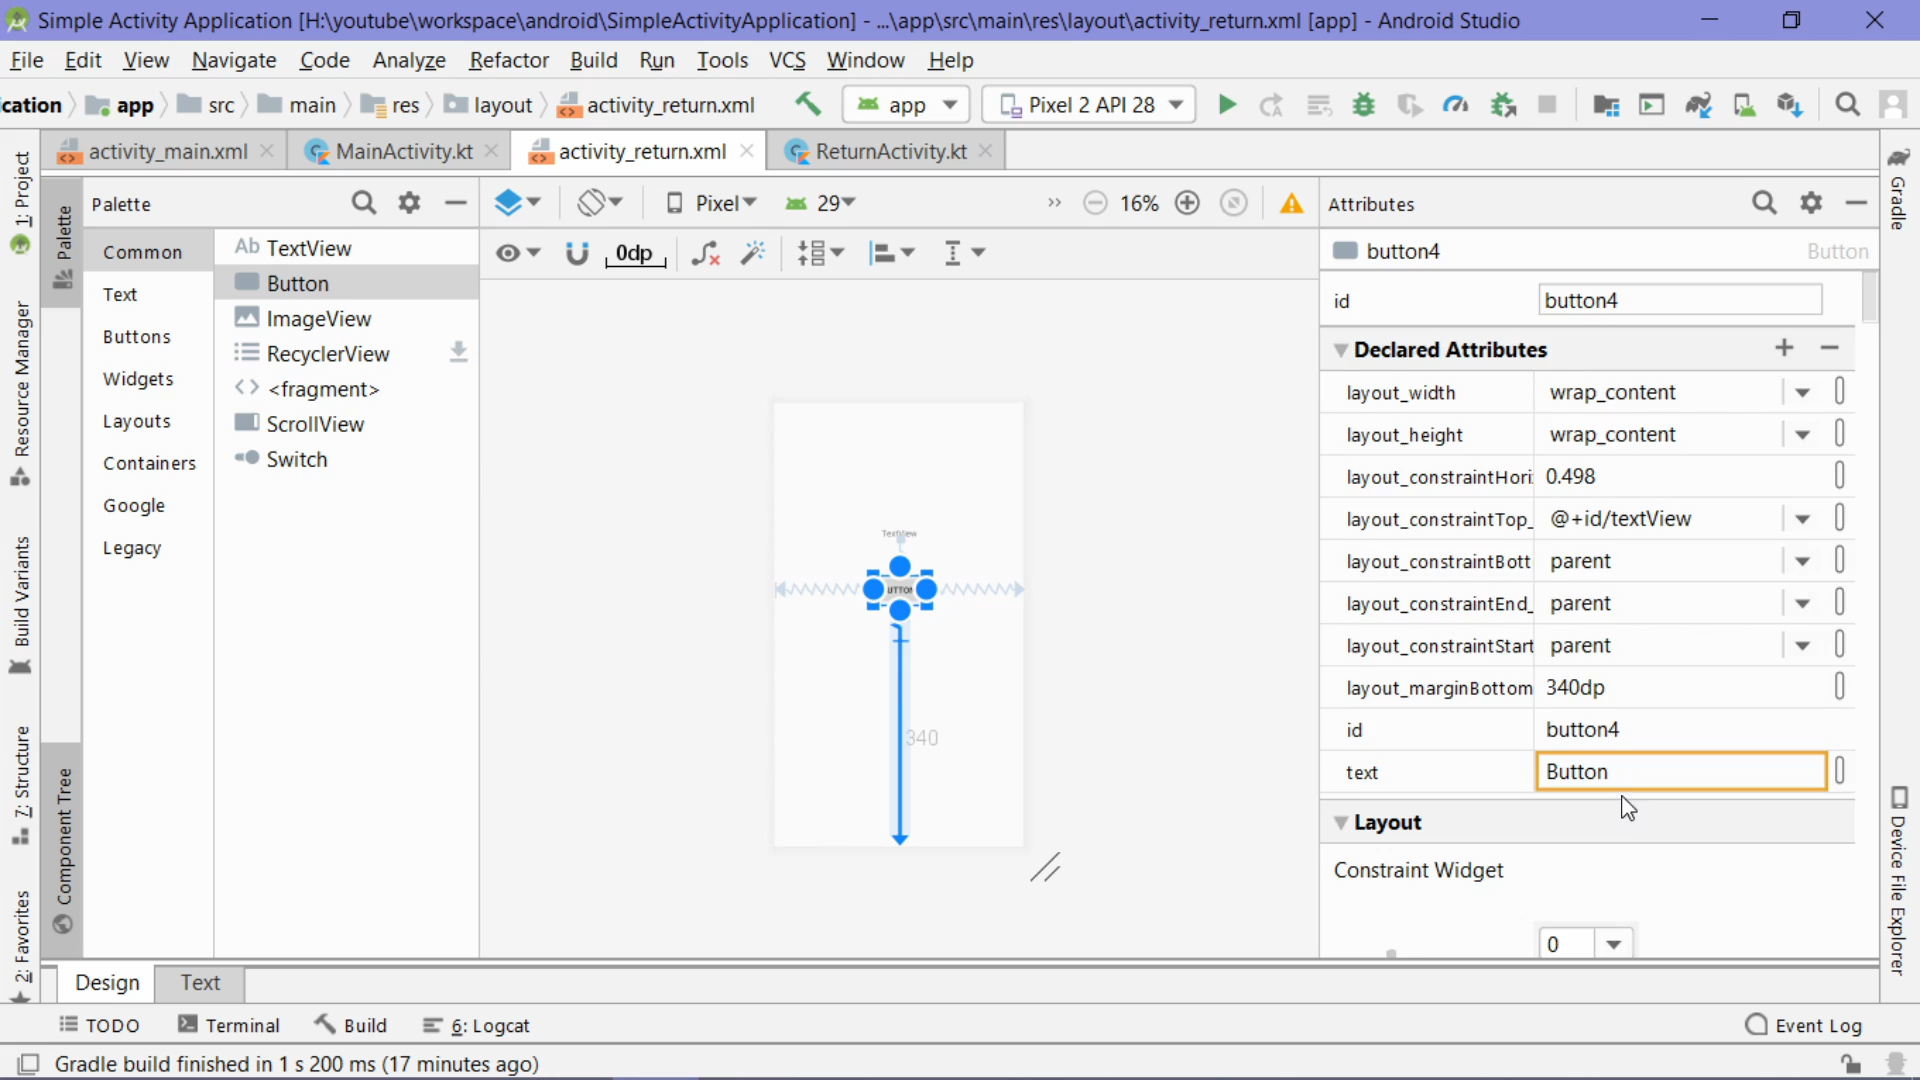 Simple Activity Application [H:\youtube\workspace\android\SimpleActivityApplication] - ...\app\src\main\res\layout\activity_return.xml [app] - Android Studio
File Edit View Navigate Code Analyze Refactor Build Run Tools VCS Window Help
ication app src main res layout activity_return.xml app Pixel 2 API 28
activity_main.xml MainActivity.kt activity_return.xml ReturnActivity.kt
1: Project
Resource Manager
Build Variants
7: Structure
2: Favorites
Palette
Component Tree
Palette
Common
Text
Buttons
Widgets
Layouts
Containers
Google
Legacy
Ab TextView
Button
ImageView
RecyclerView
<fragment>
ScrollView
Switch
Pixel 29 16%
0dp
TextView
UTTON
340
Attributes
button4 Button
id button4
Declared Attributes
layout_width wrap_content
layout_height wrap_content
layout_constraintHori 0.498
layout_constraintTop_ @+id/textView
layout_constraintBott parent
layout_constraintEnd_ parent
layout_constraintStart parent
layout_marginBottom 340dp
id button4
text Button
Layout
Constraint Widget
0
Gradle
Device File Explorer
Design Text
TODO Terminal Build 6: Logcat Event Log
Gradle build finished in 1 s 200 ms (17 minutes ago)